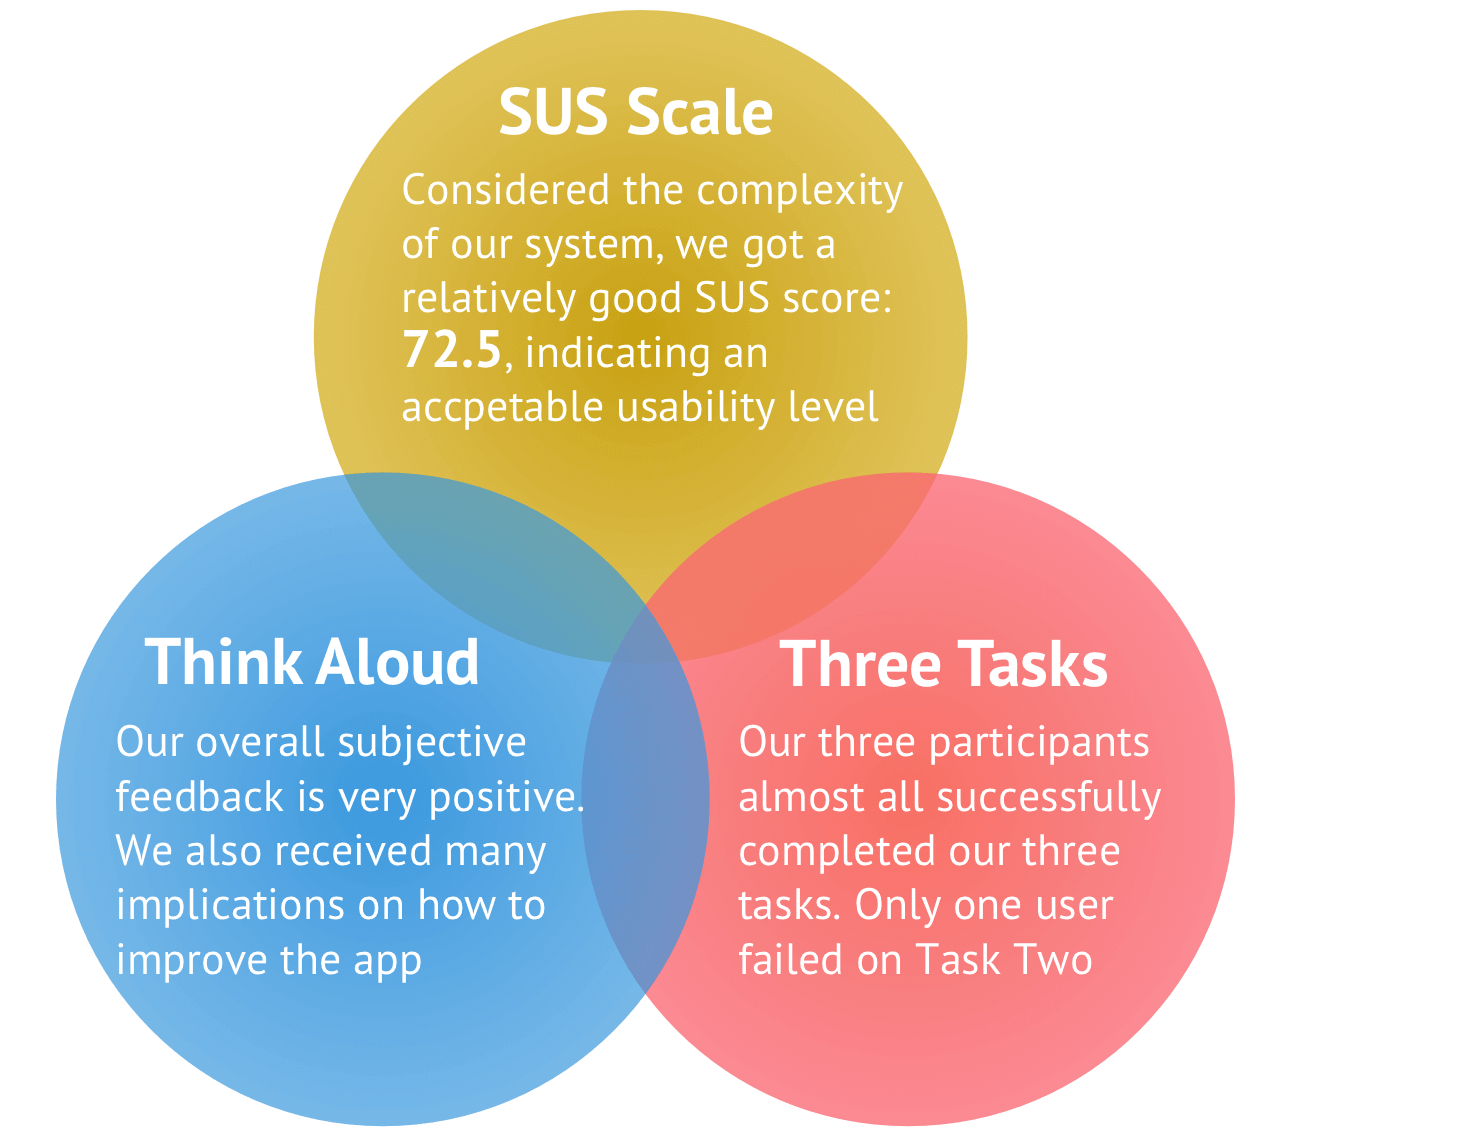 SUS Scale
Considered the complexity
of our system, we got a
relatively good SUS score:
72.5, indicating an
accpetable usability level
Think Aloud
Our overall subjective
feedback is very positive.
We also received many
implications on how to
improve the app
Three Tasks
Our three participants
almost all successfully
completed our three
tasks. Only one user
failed on Task Two